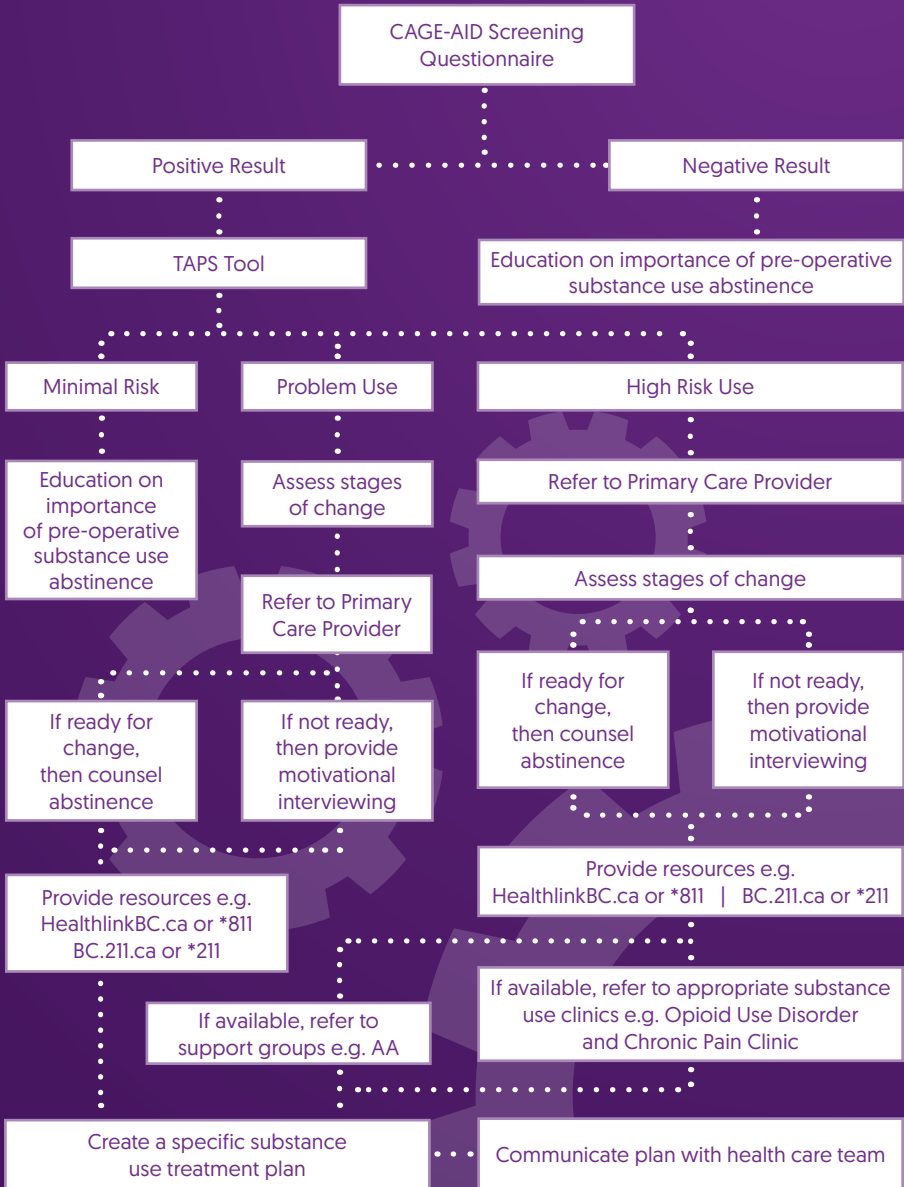 CAGE-AID Screening
Questionnaire
Positive Result
Negative Result
TAPS Tool
Education on importance of pre-operative
substance use abstinence
Minimal Risk
Problem Use
High Risk Use
Education on
importance
of pre-operative
substance use
abstinence
Assess stages
of change
Refer to Primary Care Provider
Assess stages of change
Refer to Primary
Care Provider
If ready for
change,
then counsel
abstinence
If not ready,
then provide
motivational
interviewing
If ready for
change,
then counsel
abstinence
If not ready,
then provide
motivational
interviewing
Provide resources e.g.
HealthlinkBC.ca or *811
BC.211.ca or *211
Provide resources e.g.
HealthlinkBC.ca or *811 | BC.211.ca or *211
If available, refer to
support groups e.g. AA
If available, refer to appropriate substance
use clinics e.g. Opioid Use Disorder
and Chronic Pain Clinic
Create a specific substance
use treatment plan
Communicate plan with health care team